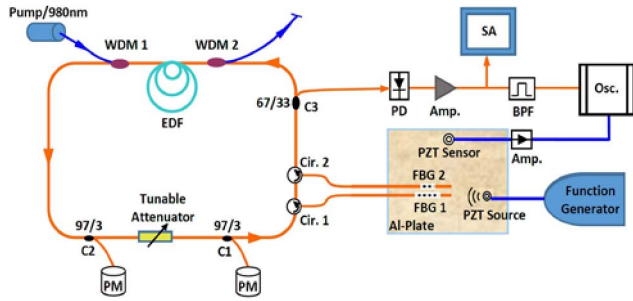 Pump/980nm
WDM 1
WDM 2
EDF
67/33
C3
PD
Amp.
SA
BPF
Osc.
PZT Sensor
Amp.
Cir. 2
FBG 2
FBG 1
Cir. 1
PZT Source
Al-Plate
Function
Generator
Tunable
Attenuator
97/3
C2
97/3
C1
PM
PM